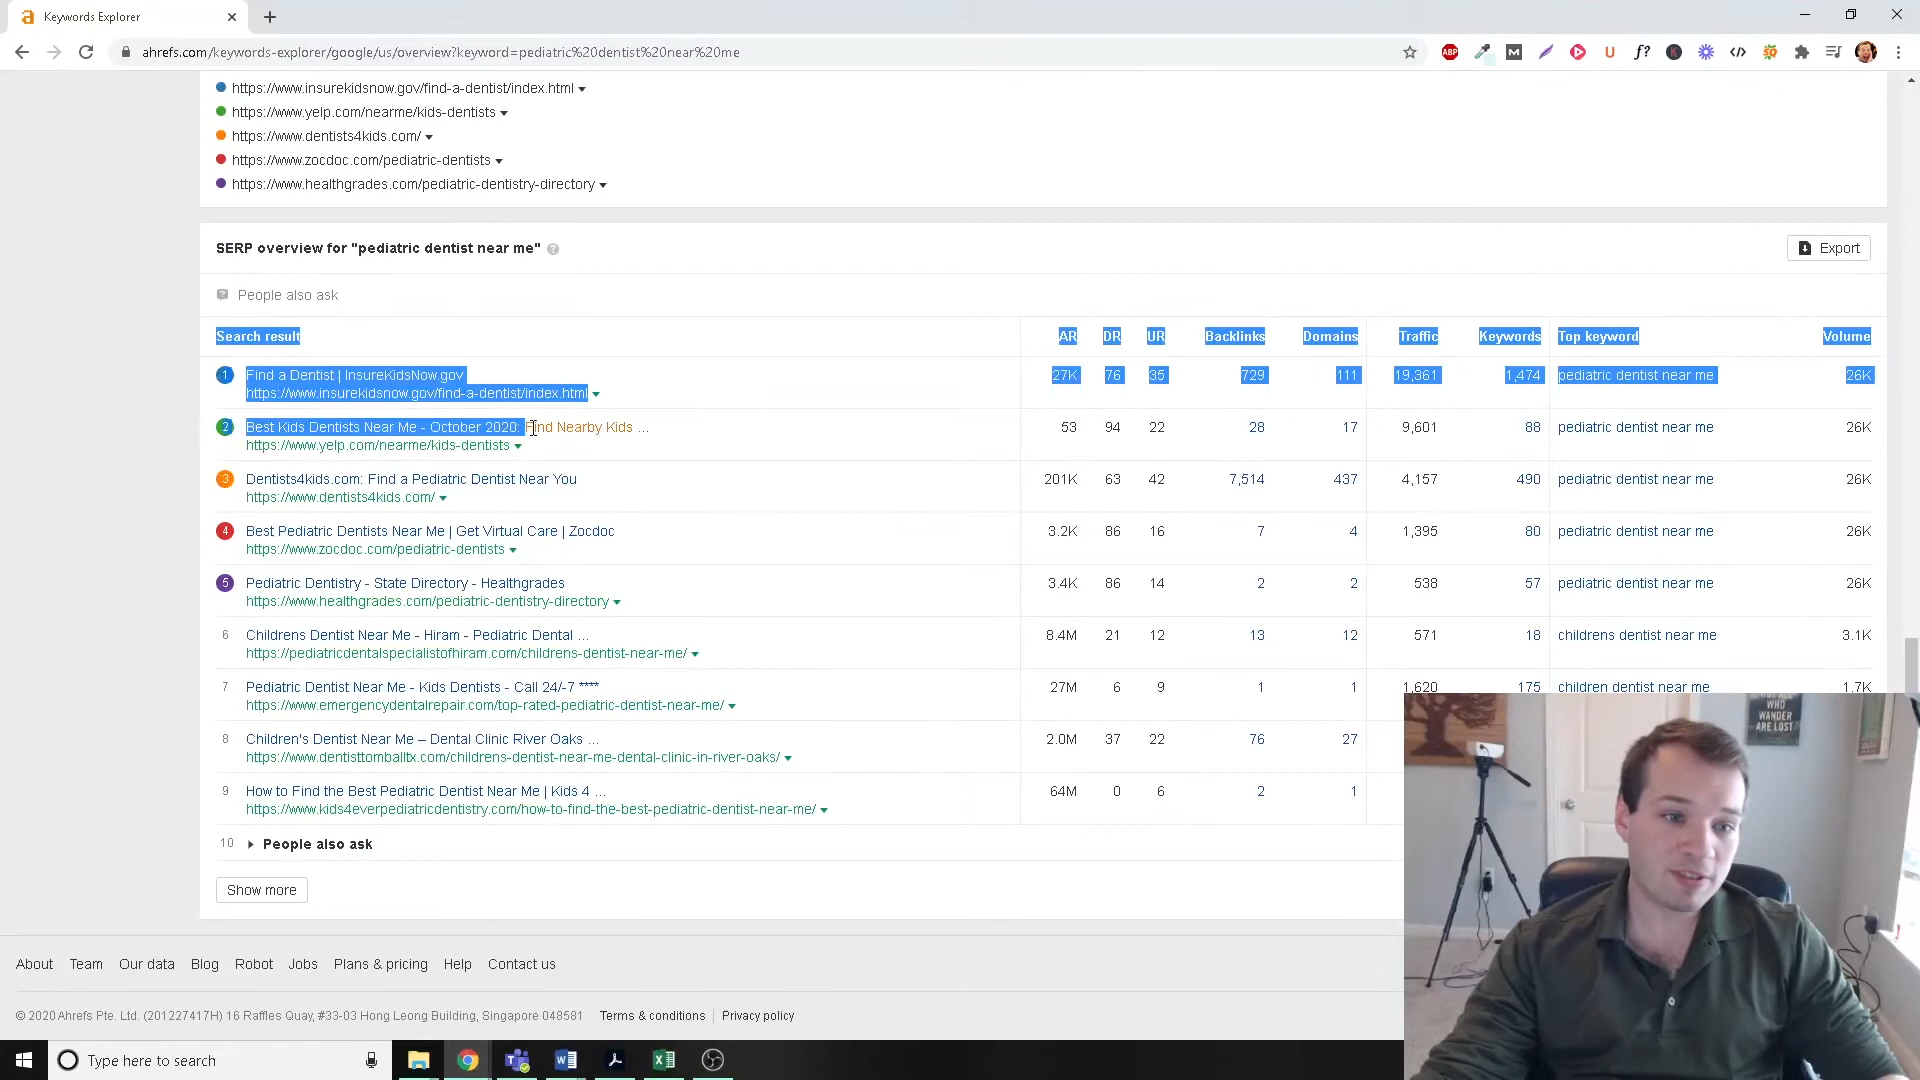 Keywords Explorer
ahrefs.com/keywords-explorer/google/us/overview?keyword=pediatric%20dentist%20near%20me
ABP
M
U
f?
K
SQ
https://www.insurekidsnow.gov/find-a-dentist/index.html
https://www.yelp.com/nearme/kids-dentists
https://www.dentists4kids.com/
https://www.zocdoc.com/pediatric-dentists
https://www.healthgrades.com/pediatric-dentistry-directory
SERP overview for "pediatric dentist near me" ?
Export
People also ask
Search result AR DR UR Backlinks Domains Traffic Keywords Top keyword Volume
1 Find a Dentist | InsureKidsNow.gov 27K 76 35 729 111 19,361 1,474 pediatric dentist near me 26K
https://www.insurekidsnow.gov/find-a-dentist/index.html
2 Best Kids Dentists Near Me - October 2020: Find Nearby Kids ... 53 94 22 28 17 9,601 88 pediatric dentist near me 26K
https://www.yelp.com/nearme/kids-dentists
3 Dentists4kids.com: Find a Pediatric Dentist Near You 201K 63 42 7,514 437 4,157 490 pediatric dentist near me 26K
https://www.dentists4kids.com/
4 Best Pediatric Dentists Near Me | Get Virtual Care | Zocdoc 3.2K 86 16 7 4 1,395 80 pediatric dentist near me 26K
https://www.zocdoc.com/pediatric-dentists
5 Pediatric Dentistry - State Directory - Healthgrades 3.4K 86 14 2 2 538 57 pediatric dentist near me 26K
https://www.healthgrades.com/pediatric-dentistry-directory
6 Childrens Dentist Near Me - Hiram - Pediatric Dental ... 8.4M 21 12 13 12 571 18 childrens dentist near me 3.1K
https://pediatricdentalspecialistofhiram.com/childrens-dentist-near-me/
7 Pediatric Dentist Near Me - Kids Dentists - Call 24/-7 **** 27M 6 9 1 1 1,620 175 children dentist near me 1.7K
https://www.emergencydentalrepair.com/top-rated-pediatric-dentist-near-me/
8 Children's Dentist Near Me – Dental Clinic River Oaks ... 2.0M 37 22 76 27
https://www.dentisttomballtx.com/childrens-dentist-near-me-dental-clinic-in-river-oaks/
9 How to Find the Best Pediatric Dentist Near Me | Kids 4 ... 64M 0 6 2 1
https://www.kids4everpediatricdentistry.com/how-to-find-the-best-pediatric-dentist-near-me/
10 People also ask
Show more
WHO
WANDER
ARE LOST
About Team Our data Blog Robot Jobs Plans & pricing Help Contact us
© 2020 Ahrefs Pte. Ltd. (201227417H) 16 Raffles Quay, #33-03 Hong Leong Building, Singapore 048581 Terms & conditions Privacy policy
Type here to search